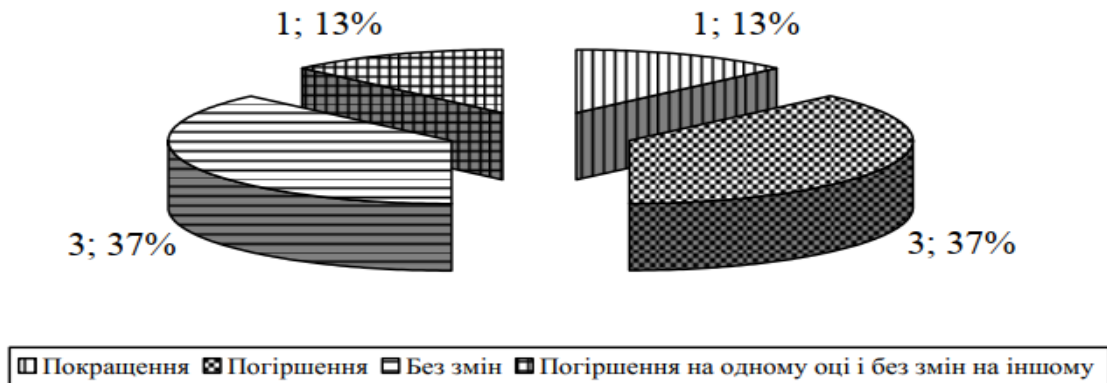 1; 13% 1; 13%
3; 37% 3; 37%
Покращення Погіршення Без змін Погіршення на одному оці і без змін на іншому